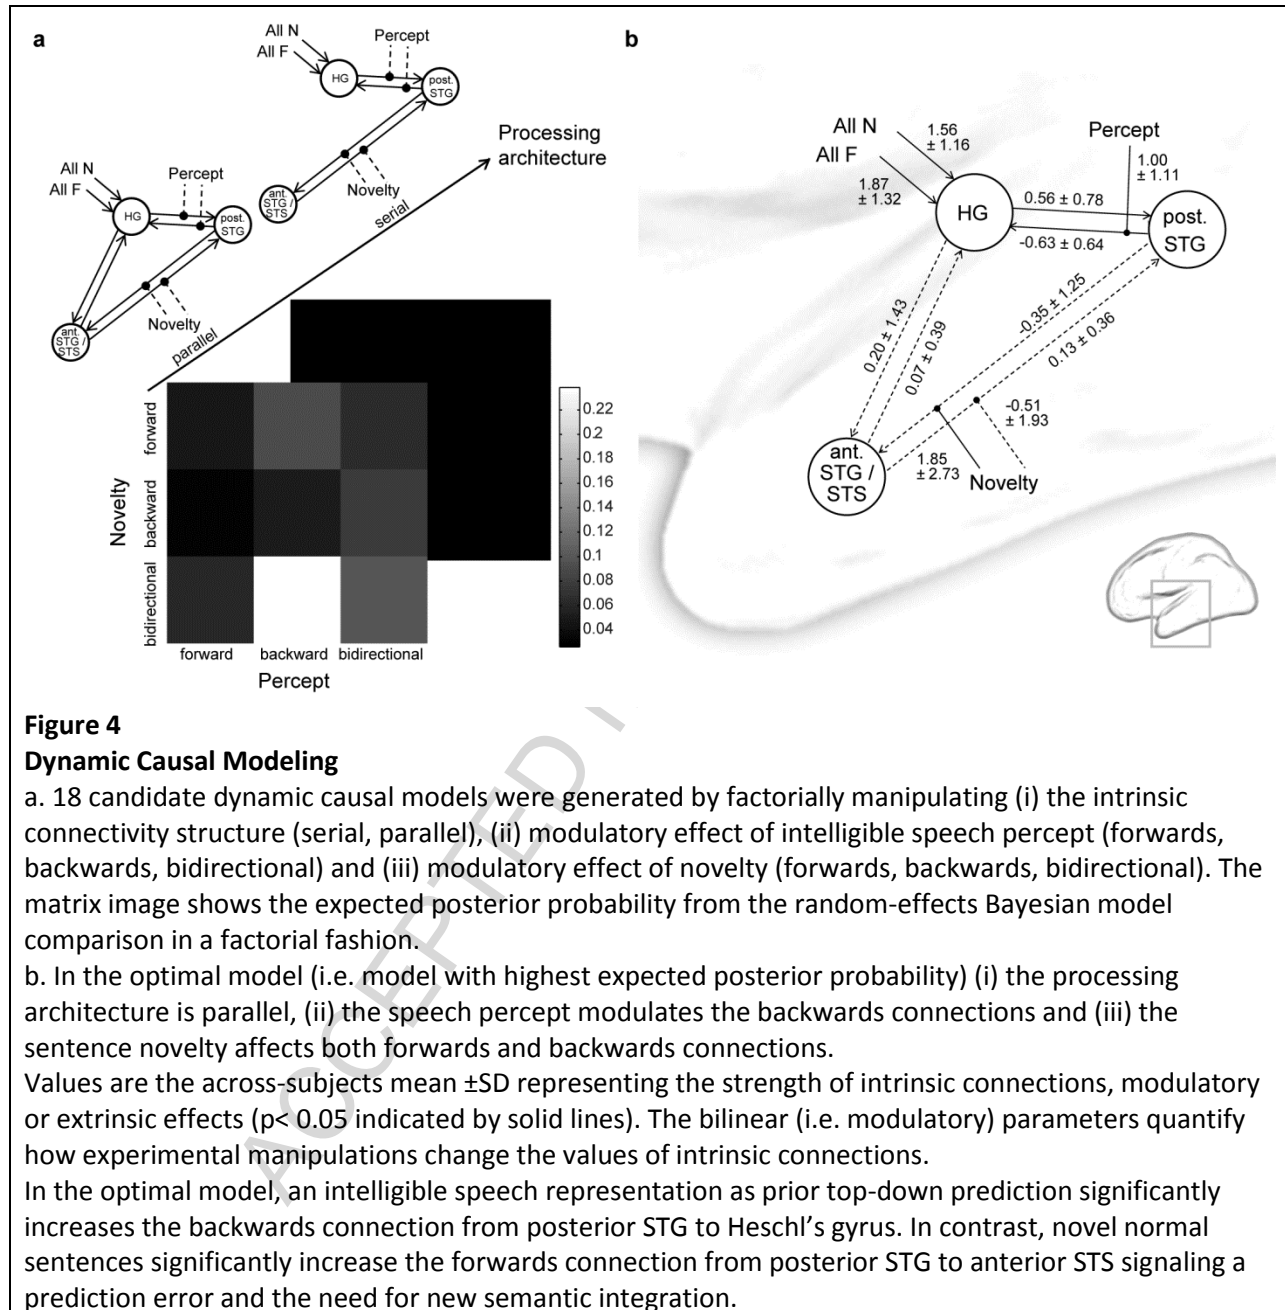 a
All N
All F
Percept
HG
post.
STG
Novelty
ant.
STG /
STS
Processing
architecture
serial
parallel
All N
All F
Percept
HG
post.
STG
Novelty
ant.
STG /
STS
Novelty
forward
backward
bidirectional
forward backward bidirectional
Percept
0.22
0.2
0.18
0.16
0.14
0.12
0.1
0.08
0.06
0.04
b
All N
All F
1.56
± 1.16
1.87
± 1.32
Percept
1.00
± 1.11
HG
0.56 ± 0.78
-0.63 ± 0.64
post.
STG
0.20 ± 1.43
0.07 ± 0.39
-0.35 ± 1.25
0.13 ± 0.36
-0.51
± 1.93
ant.
STG /
STS
1.85
± 2.73
Novelty
Figure 4
Dynamic Causal Modeling
a. 18 candidate dynamic causal models were generated by factorially manipulating (i) the intrinsic
connectivity structure (serial, parallel), (ii) modulatory effect of intelligible speech percept (forwards,
backwards, bidirectional) and (iii) modulatory effect of novelty (forwards, backwards, bidirectional). The
matrix image shows the expected posterior probability from the random-effects Bayesian model
comparison in a factorial fashion.
b. In the optimal model (i.e. model with highest expected posterior probability) (i) the processing
architecture is parallel, (ii) the speech percept modulates the backwards connections and (iii) the
sentence novelty affects both forwards and backwards connections.
Values are the across-subjects mean ±SD representing the strength of intrinsic connections, modulatory
or extrinsic effects (p< 0.05 indicated by solid lines). The bilinear (i.e. modulatory) parameters quantify
how experimental manipulations change the values of intrinsic connections.
In the optimal model, an intelligible speech representation as prior top-down prediction significantly
increases the backwards connection from posterior STG to Heschl's gyrus. In contrast, novel normal
sentences significantly increase the forwards connection from posterior STG to anterior STS signaling a
prediction error and the need for new semantic integration.
ACCEPTED